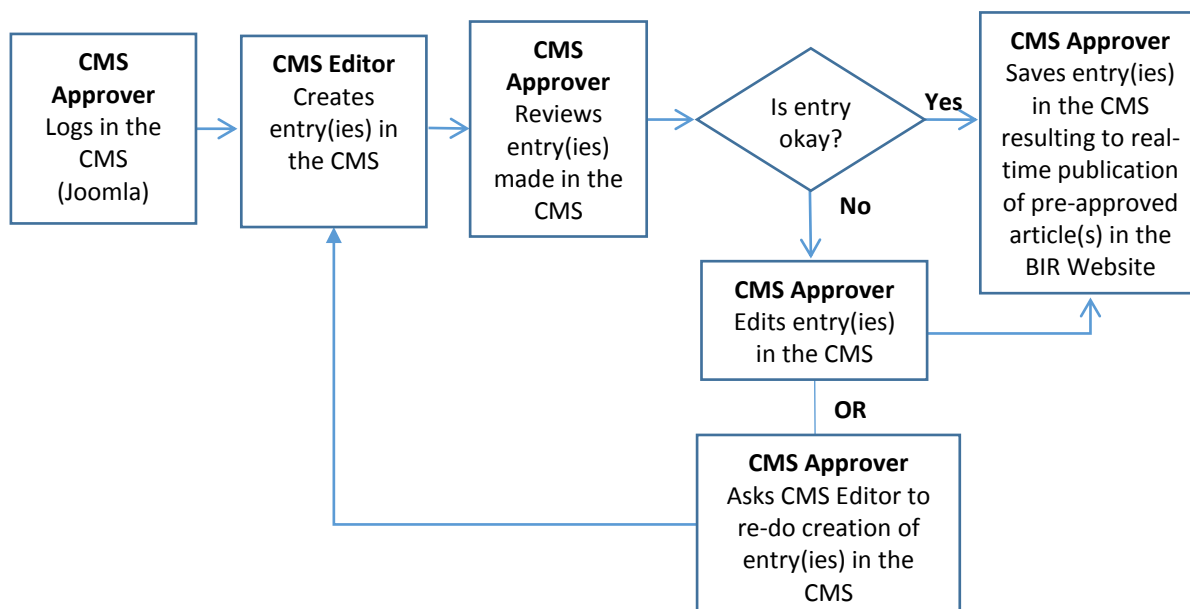 CMS
Approver
Logs in the
CMS
(Joomla)
CMS Editor
Creates
entry(ies) in
the CMS
CMS
Approver
Reviews
entry(ies)
made in the
CMS
Is entry
okay?
Yes
CMS Approver
Saves entry(ies)
in the CMS
resulting to real-
time publication
of pre-approved
article(s) in the
BIR Website
No
CMS Approver
Edits entry(ies)
in the CMS
OR
CMS Approver
Asks CMS Editor to
re-do creation of
entry(ies) in the
CMS